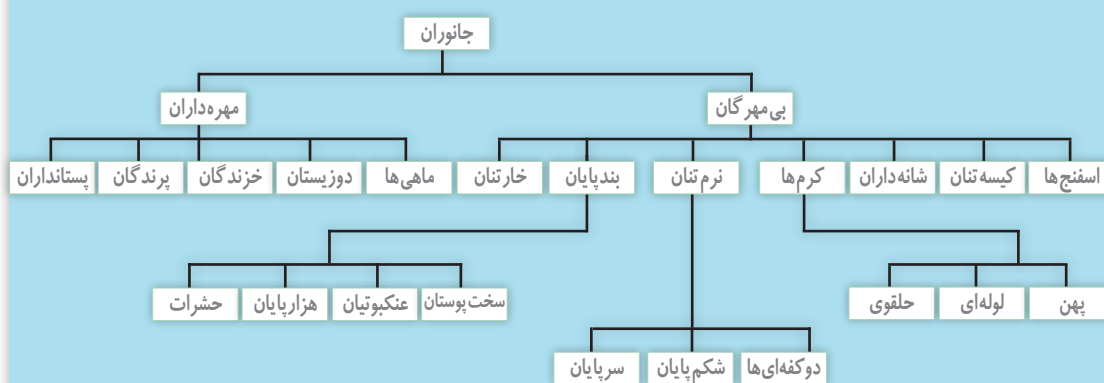 جانوران
بی‌مهرگان
مهره‌داران
اسفنج‌ها
کیسه‌تنان
شانه‌داران
کرم‌ها
نرم‌تنان
بندپایان
خارتنان
ماهی‌ها
دوزیستان
خزندگان
پرندگان
پستانداران
پهن
لوله‌ای
حلقوی
سخت‌پوستان
عنکبوتیان
هزارپایان
حشرات
دوکفه‌ای‌ها
شکم‌پایان
سرپایان